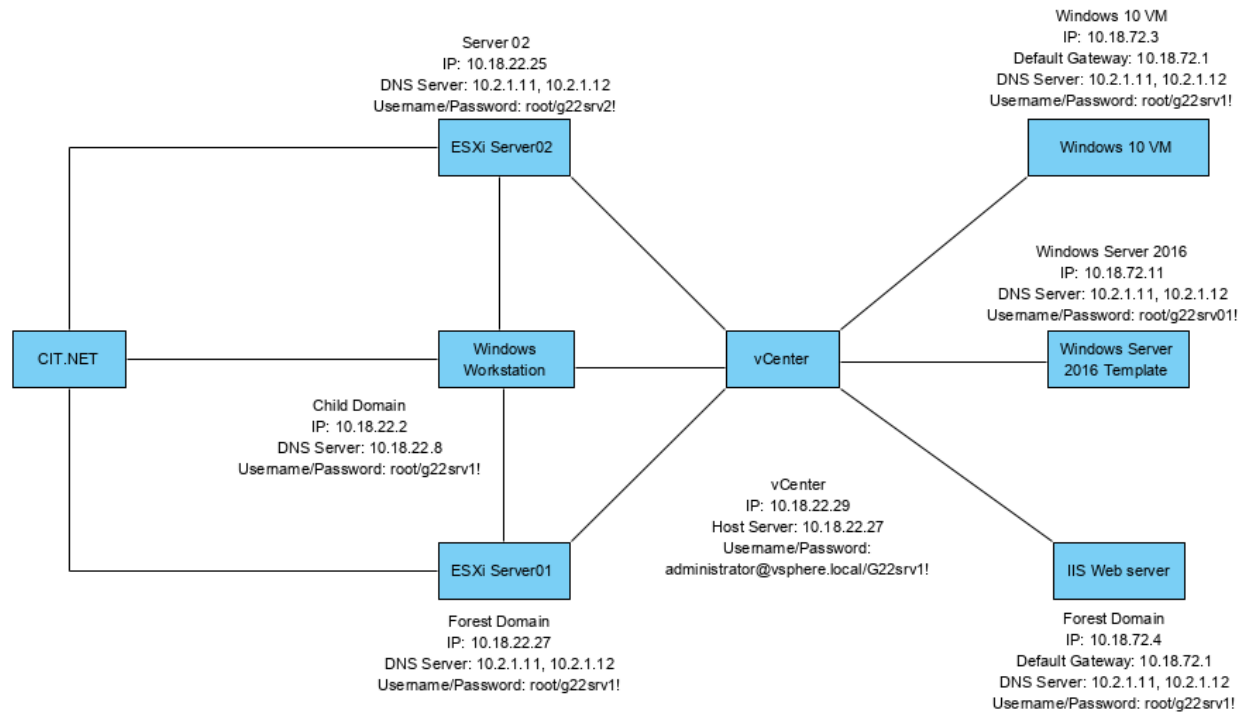 Windows 10 VM
IP: 10.18.72.3
Default Gateway: 10.18.72.1
DNS Server: 10.2.1.11, 10.2.1.12
Username/Password: root/g22srv1!
Server 02
IP: 10.18.22.25
DNS Server: 10.2.1.11, 10.2.1.12
Username/Password: root/g22srv2!
ESXi Server02
Windows 10 VM
Windows Server 2016
IP: 10.18.72.11
DNS Server: 10.2.1.11, 10.2.1.12
Username/Password: root/g22srv01!
CIT.NET
Windows
Workstation
vCenter
Windows Server
2016 Template
Child Domain
IP: 10.18.22.2
DNS Server: 10.18.22.8
Username/Password: root/g22srv1!
vCenter
IP: 10.18.22.29
Host Server: 10.18.22.27
Username/Password:
administrator@vsphere.local/G22srv1!
ESXi Server01
IIS Web server
Forest Domain
IP: 10.18.22.27
DNS Server: 10.2.1.11, 10.2.1.12
Username/Password: root/g22srv1!
Forest Domain
IP: 10.18.72.4
Default Gateway: 10.18.72.1
DNS Server: 10.2.1.11, 10.2.1.12
Username/Password: root/g22srv1!